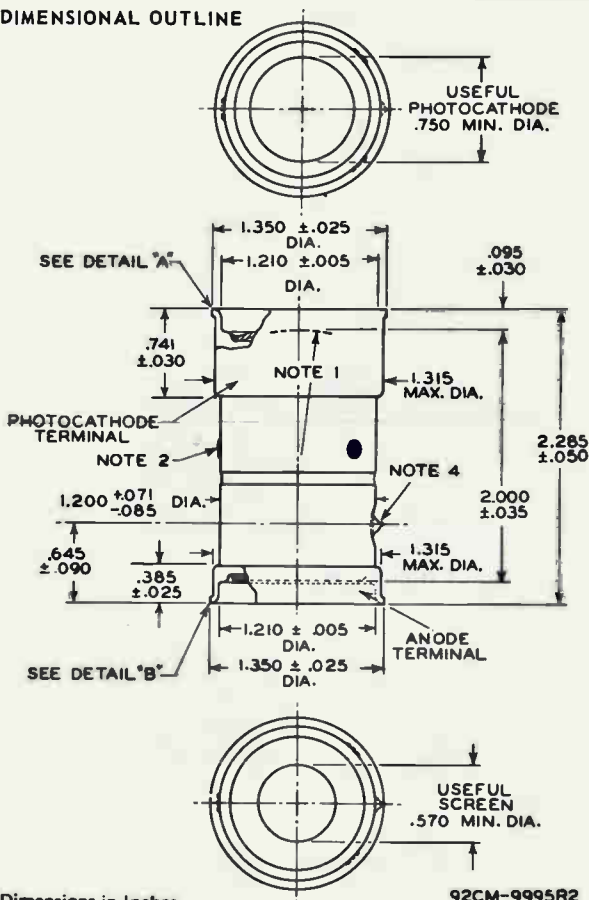 DIMENSIONAL OUTLINE
USEFUL
PHOTOCATHODE
.750 MIN. DIA.
1.350 ±.025
DIA.
SEE DETAIL "A"
1.210 ±.005
DIA.
.095
±.030
.741
±.030
NOTE 1
1.315
MAX. DIA.
PHOTOCATHODE
TERMINAL
NOTE 2
2.285
±.050
NOTE 4
1.200 +.071
-.085 DIA.
2.000
±.035
.645
±.090
.385
±.025
1.315
MAX. DIA.
1.210 ± .005
DIA.
ANODE
TERMINAL
SEE DETAIL "B"
1.350 ± .025
DIA.
USEFUL
SCREEN
.570 MIN. DIA.
Dimensions in Inches
92CM-9995R2